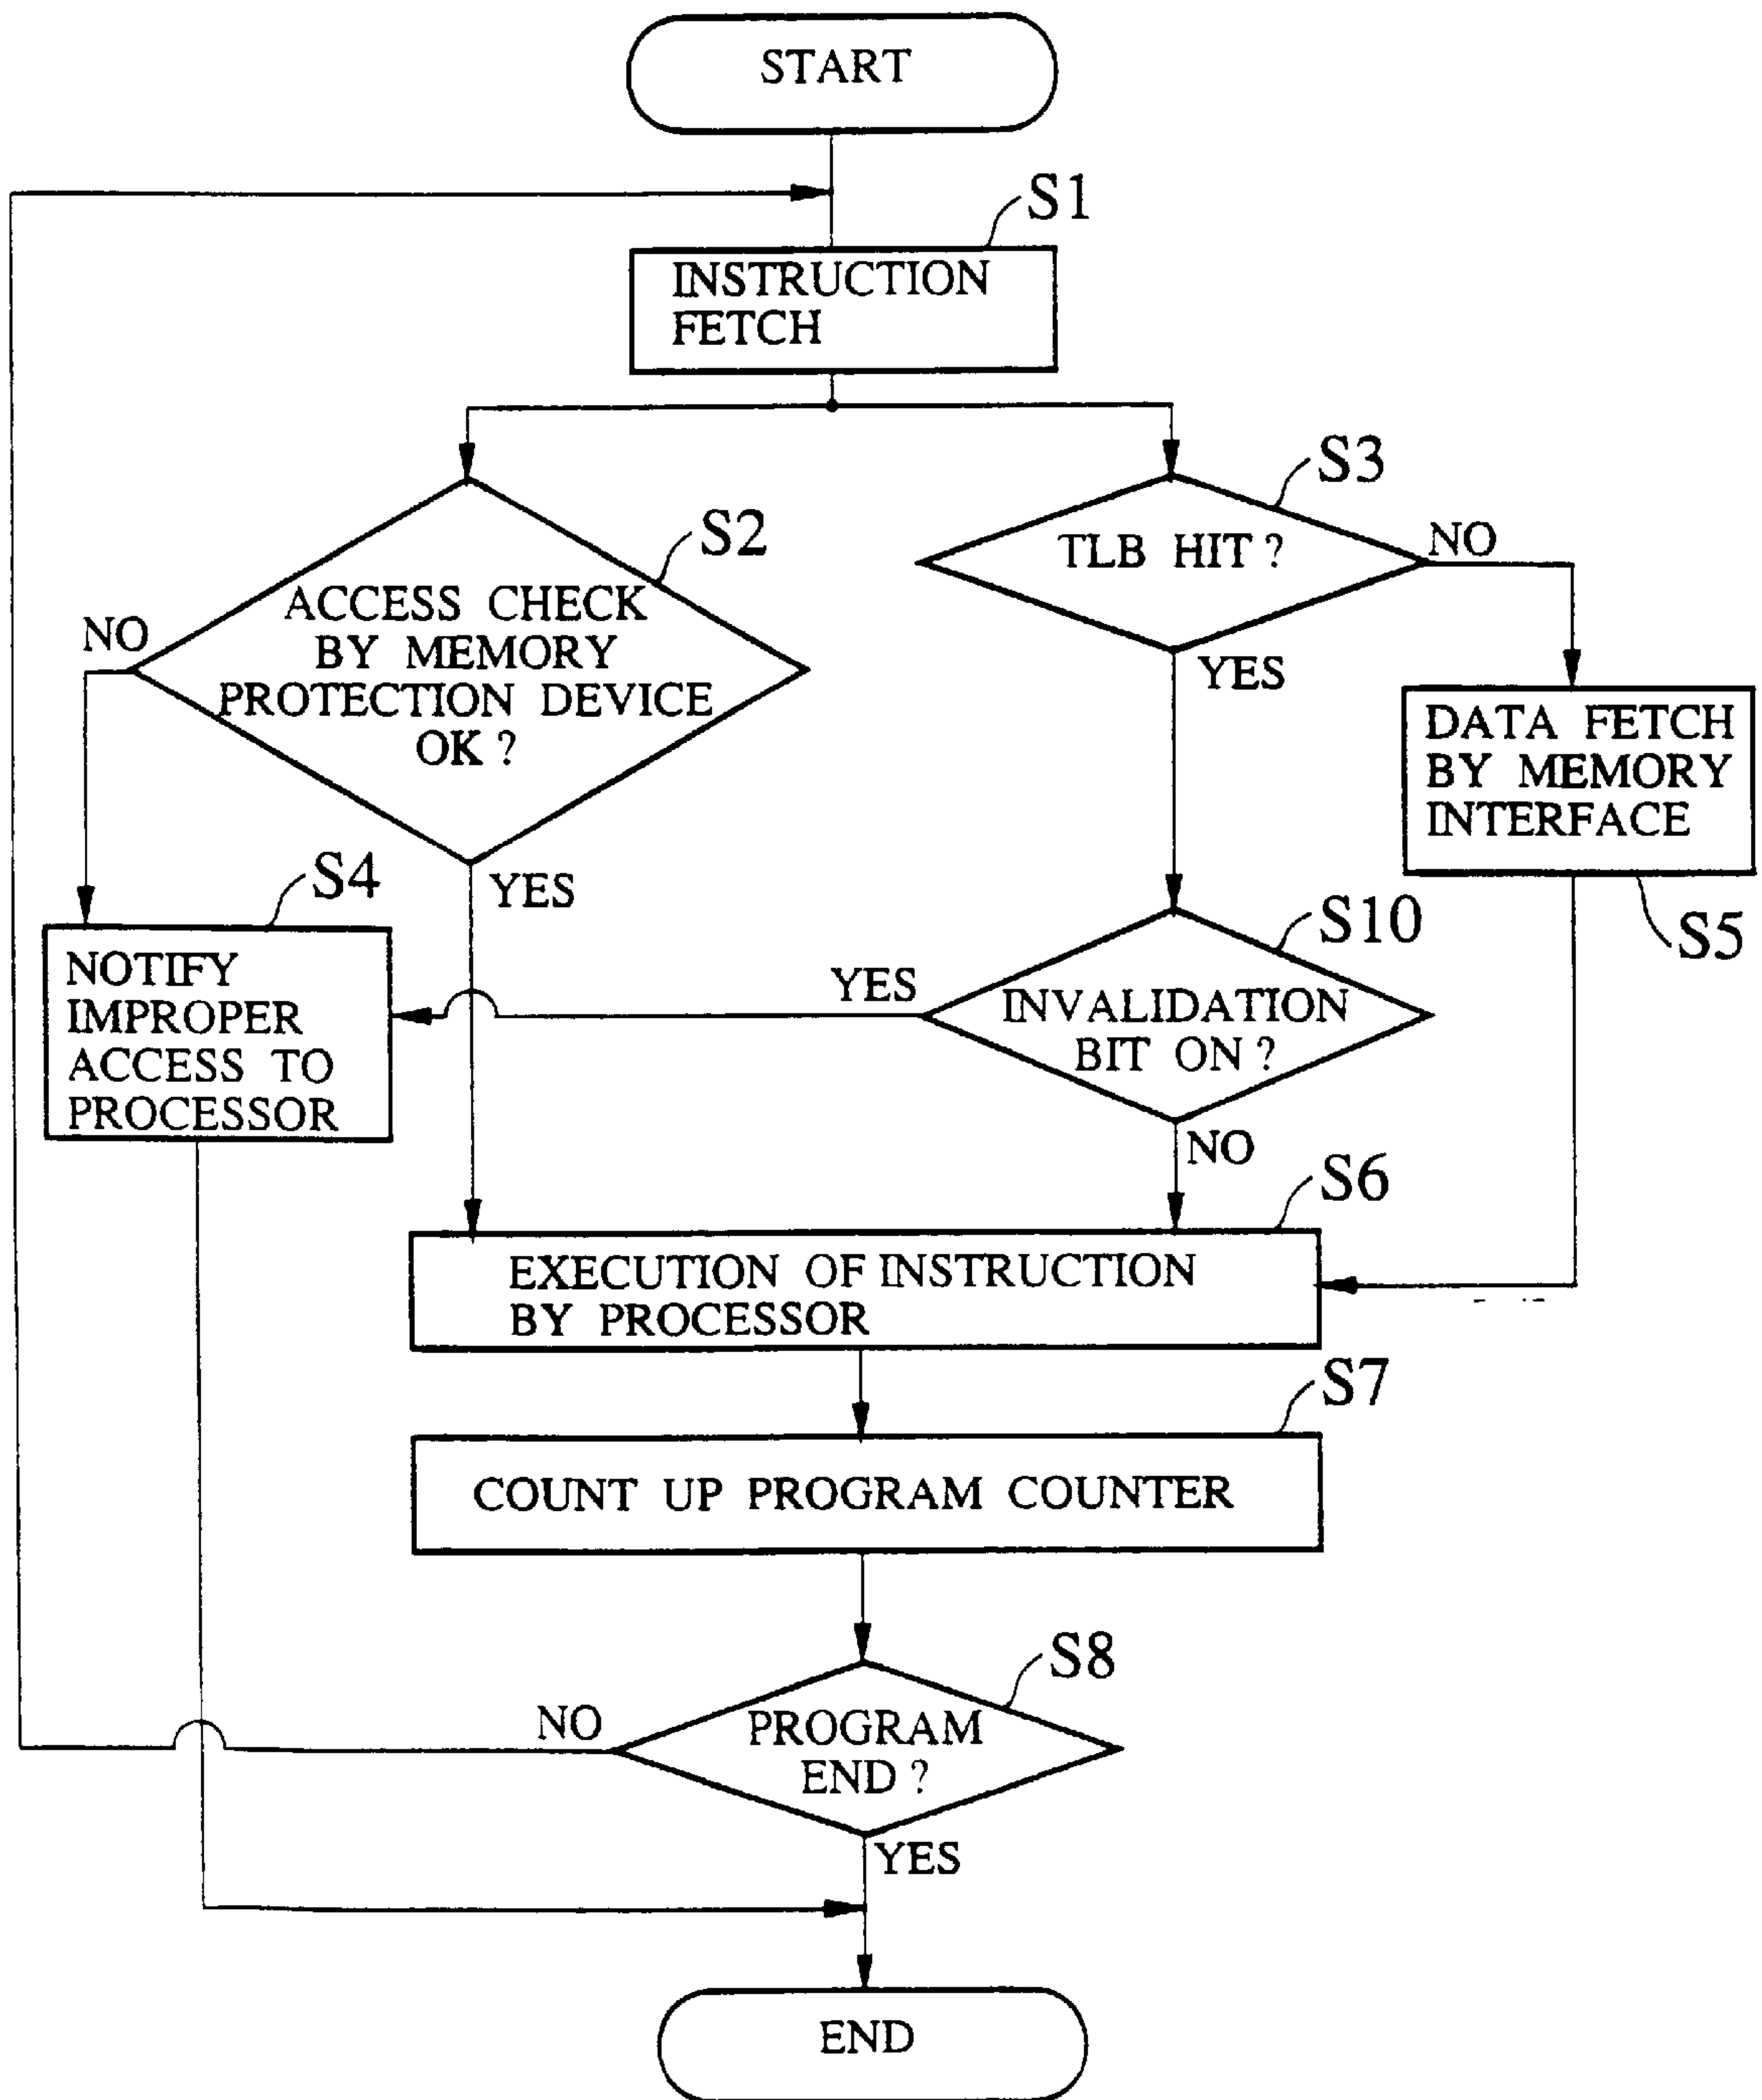 START
S1
INSTRUCTION
FETCH
S3
S2
TLB HIT ?
NO
ACCESS CHECK
BY MEMORY
PROTECTION DEVICE
OK ?
NO
YES
DATA FETCH
BY MEMORY
INTERFACE
S5
YES
S4
S10
NOTIFY
IMPROPER
ACCESS TO
PROCESSOR
YES
INVALIDATION
BIT ON ?
NO
S6
EXECUTION OF INSTRUCTION
BY PROCESSOR
S7
COUNT UP PROGRAM COUNTER
S8
NO
PROGRAM
END ?
YES
END